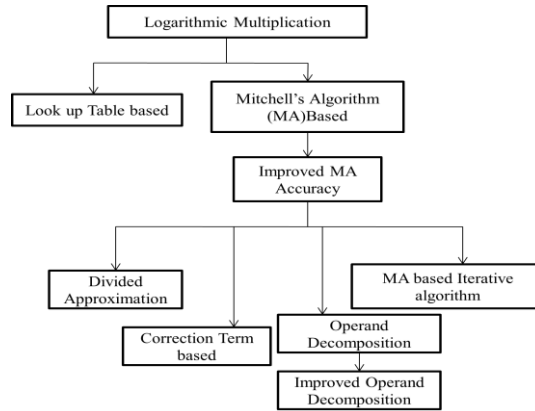 Logarithmic Multiplication
Look up Table based
Mitchell's Algorithm
(MA)Based
Improved MA
Accuracy
Divided
Approximation
MA based Iterative
algorithm
Correction Term
based
Operand
Decomposition
Improved Operand
Decomposition